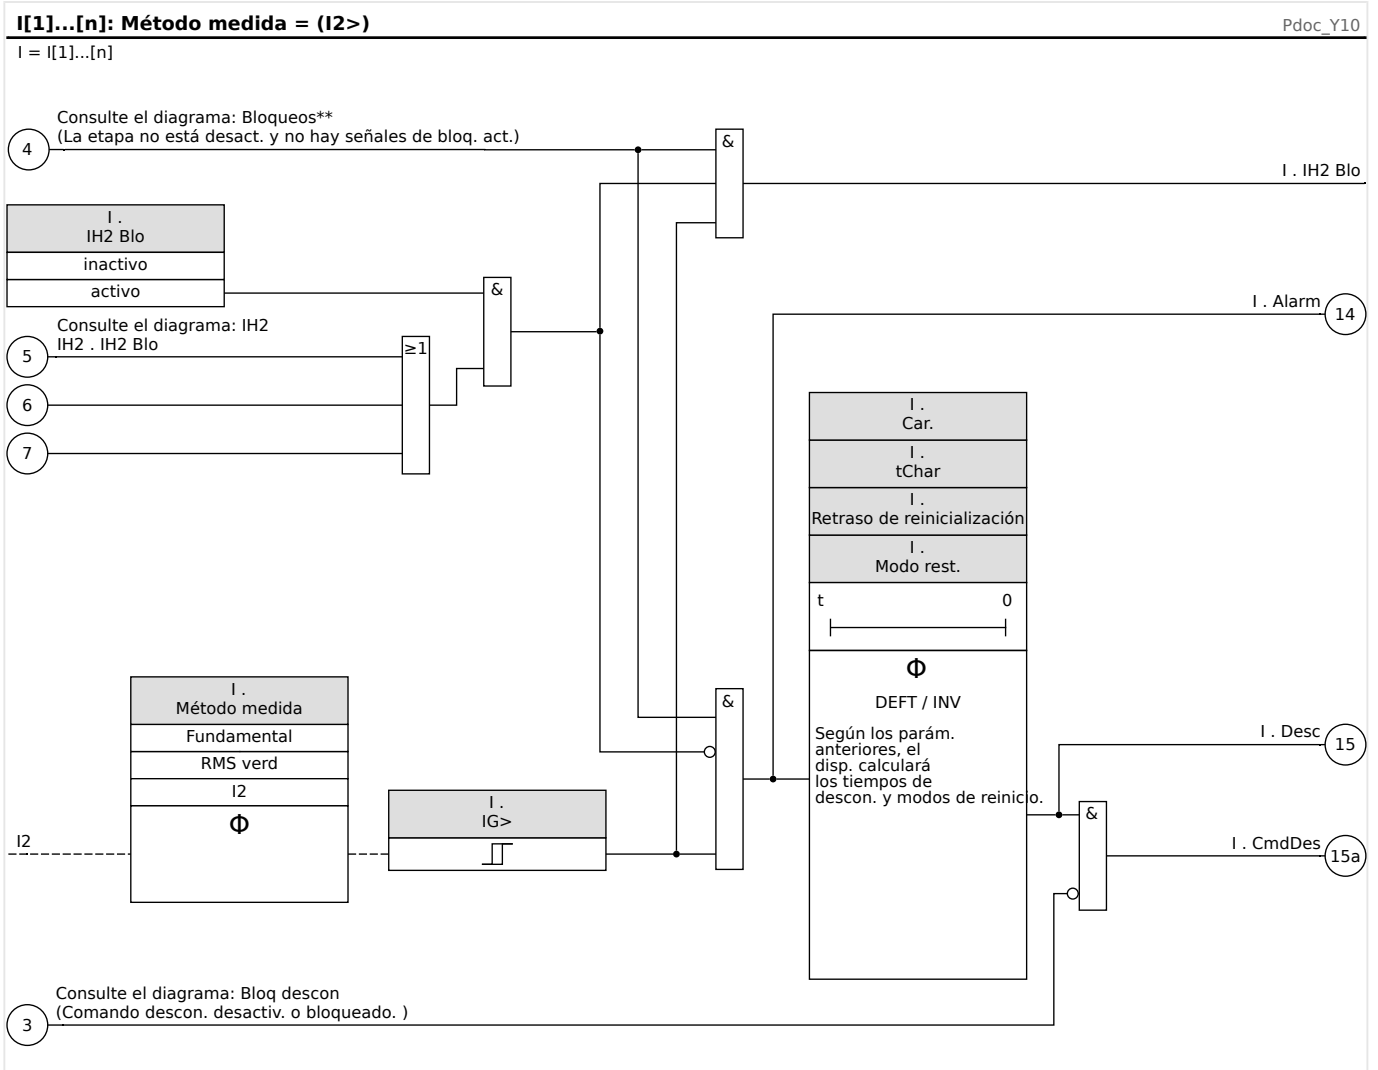 I[1]...[n]: Método medida = (I2>)
Pdoc_Y10
I = I[1]...[n]
Consulte el diagrama: Bloqueos**
(La etapa no está desact. y no hay señales de bloq. act.)
4
&
I . IH2 Blo
I .
IH2 Blo
inactivo
activo
&
I . Alarm
14
Consulte el diagrama: IH2
IH2 . IH2 Blo
5
≥1
6
7
I .
Car.
I .
tChar
I .
Retraso de reinicialización
I .
Modo rest.
t
0
Φ
DEFT / INV
Según los parám.
anteriores, el
disp. calculará
los tiempos de
descon. y modos de reinicio.
I .
Método medida
Fundamental
RMS verd
I2
Φ
&
I2
I .
IG>
I . Desc
15
&
I . CmdDes
15a
Consulte el diagrama: Bloq descon
(Comando descon. desactiv. o bloqueado. )
3